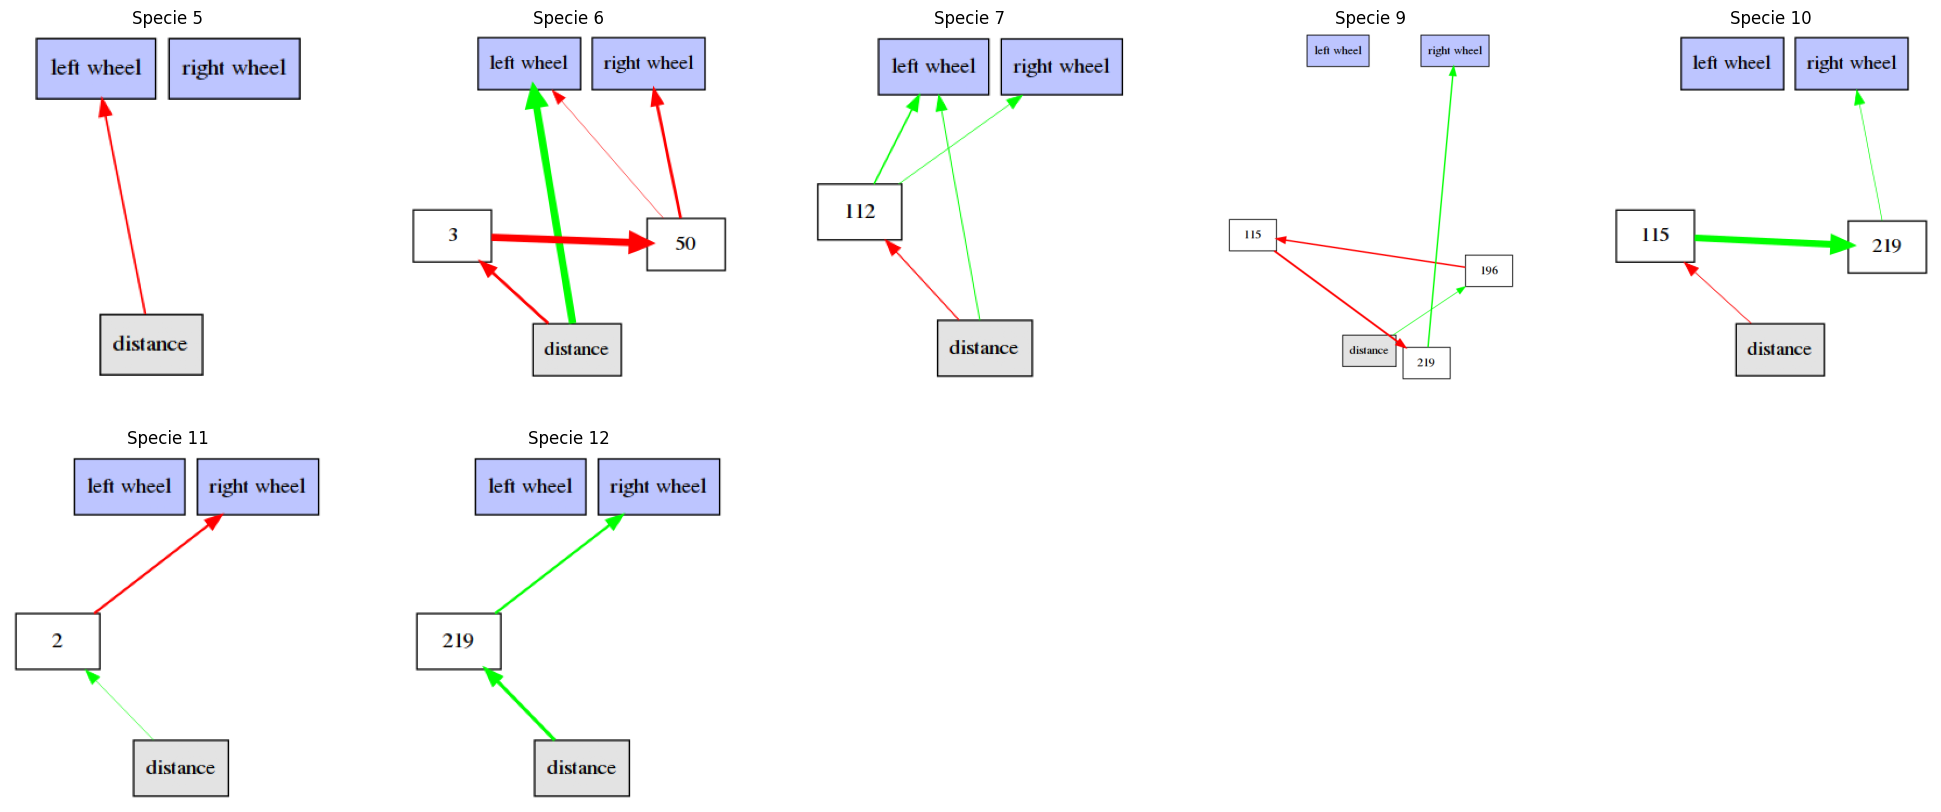 Specie 5
left wheel
right wheel
distance
Specie 6
left wheel
right wheel
3
50
distance
Specie 7
left wheel
right wheel
112
distance
Specie 9
left wheel
right wheel
115
196
distance
219
Specie 10
left wheel
right wheel
115
219
distance
Specie 11
left wheel
right wheel
2
distance
Specie 12
left wheel
right wheel
219
distance